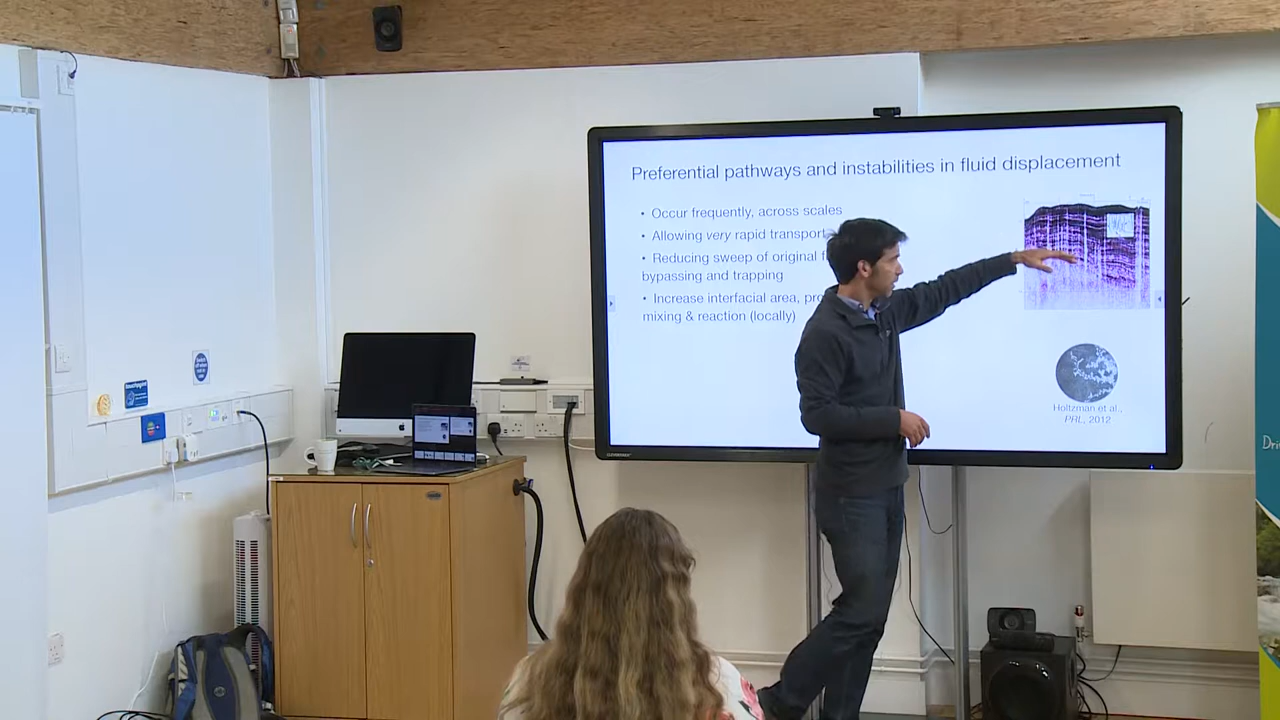 Preferential pathways and instabilities in fluid displacement
• Occur frequently, across scales
• Allowing very rapid transport
• Reducing sweep of original
bypassing and trapping
• Increase interfacial area,
mixing & reaction (locally)
Holtzman et al.,
PRL, 2012